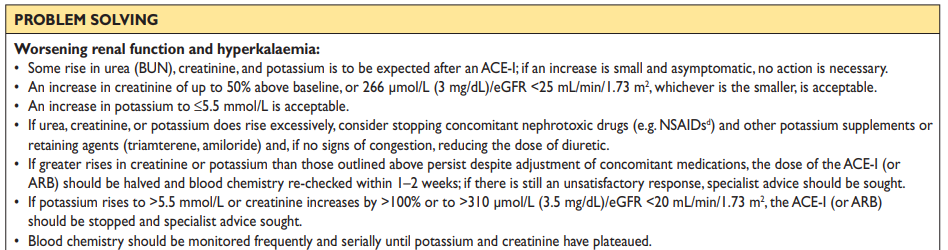 PROBLEM SOLVING
Worsening renal function and hyperkalaemia:
• Some rise in urea (BUN), creatinine, and potassium is to be expected after an ACE-I; if an increase is small and asymptomatic, no action is necessary.
• An increase in creatinine of up to 50% above baseline, or 266 μmol/L (3 mg/dL)/eGFR <25 mL/min/1.73 m², whichever is the smaller, is acceptable.
• An increase in potassium to ≤5.5 mmol/L is acceptable.
• If urea, creatinine, or potassium does rise excessively, consider stopping concomitant nephrotoxic drugs (e.g. NSAIDsᵈ) and other potassium supplements or
retaining agents (triamterene, amiloride) and, if no signs of congestion, reducing the dose of diuretic.
• If greater rises in creatinine or potassium than those outlined above persist despite adjustment of concomitant medications, the dose of the ACE-I (or
ARB) should be halved and blood chemistry re-checked within 1–2 weeks; if there is still an unsatisfactory response, specialist advice should be sought.
• If potassium rises to >5.5 mmol/L or creatinine increases by >100% or to >310 μmol/L (3.5 mg/dL)/eGFR <20 mL/min/1.73 m², the ACE-I (or ARB)
should be stopped and specialist advice sought.
• Blood chemistry should be monitored frequently and serially until potassium and creatinine have plateaued.